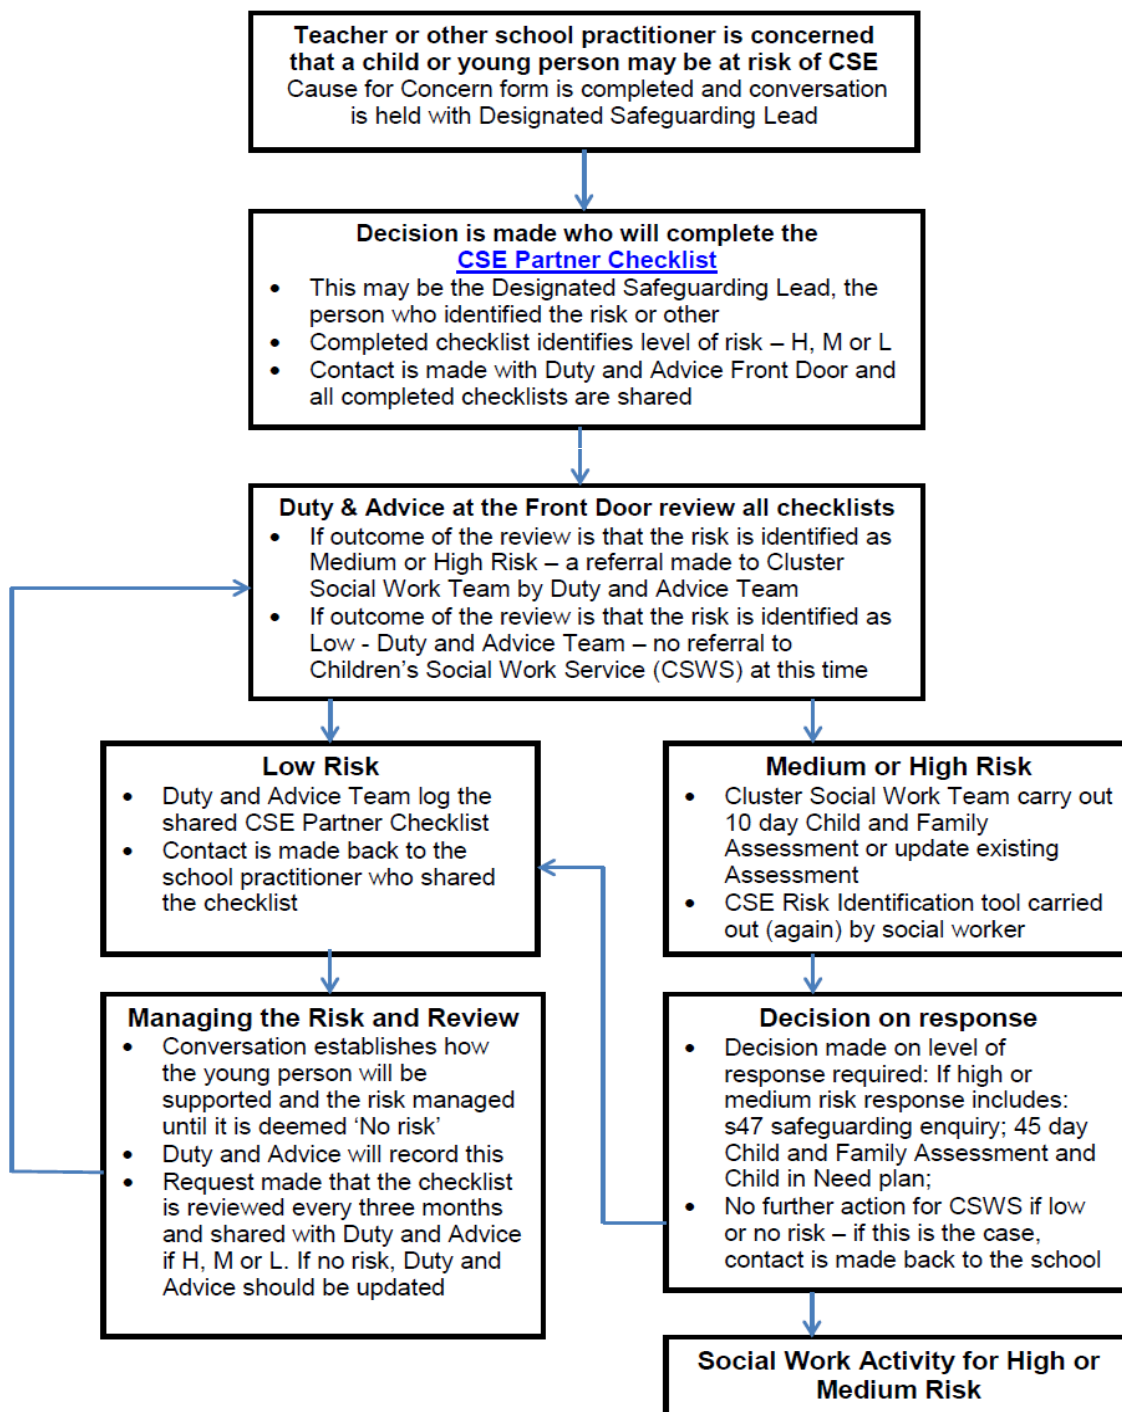 Teacher or other school practitioner is concerned
that a child or young person may be at risk of CSE
Cause for Concern form is completed and conversation
is held with Designated Safeguarding Lead
Decision is made who will complete the
CSE Partner Checklist
• This may be the Designated Safeguarding Lead, the
person who identified the risk or other
• Completed checklist identifies level of risk – H, M or L
• Contact is made with Duty and Advice Front Door and
all completed checklists are shared
Duty & Advice at the Front Door review all checklists
• If outcome of the review is that the risk is identified as
Medium or High Risk – a referral made to Cluster
Social Work Team by Duty and Advice Team
• If outcome of the review is that the risk is identified as
Low - Duty and Advice Team – no referral to
Children's Social Work Service (CSWS) at this time
Low Risk
• Duty and Advice Team log the
shared CSE Partner Checklist
• Contact is made back to the
school practitioner who shared
the checklist
Medium or High Risk
• Cluster Social Work Team carry out
10 day Child and Family
Assessment or update existing
Assessment
• CSE Risk Identification tool carried
out (again) by social worker
Managing the Risk and Review
• Conversation establishes how
the young person will be
supported and the risk managed
until it is deemed ‘No risk’
• Duty and Advice will record this
• Request made that the checklist
is reviewed every three months
and shared with Duty and Advice
if H, M or L. If no risk, Duty and
Advice should be updated
Decision on response
• Decision made on level of
response required: If high or
medium risk response includes:
s47 safeguarding enquiry; 45 day
Child and Family Assessment and
Child in Need plan;
• No further action for CSWS if low
or no risk – if this is the case,
contact is made back to the school
Social Work Activity for High or
Medium Risk